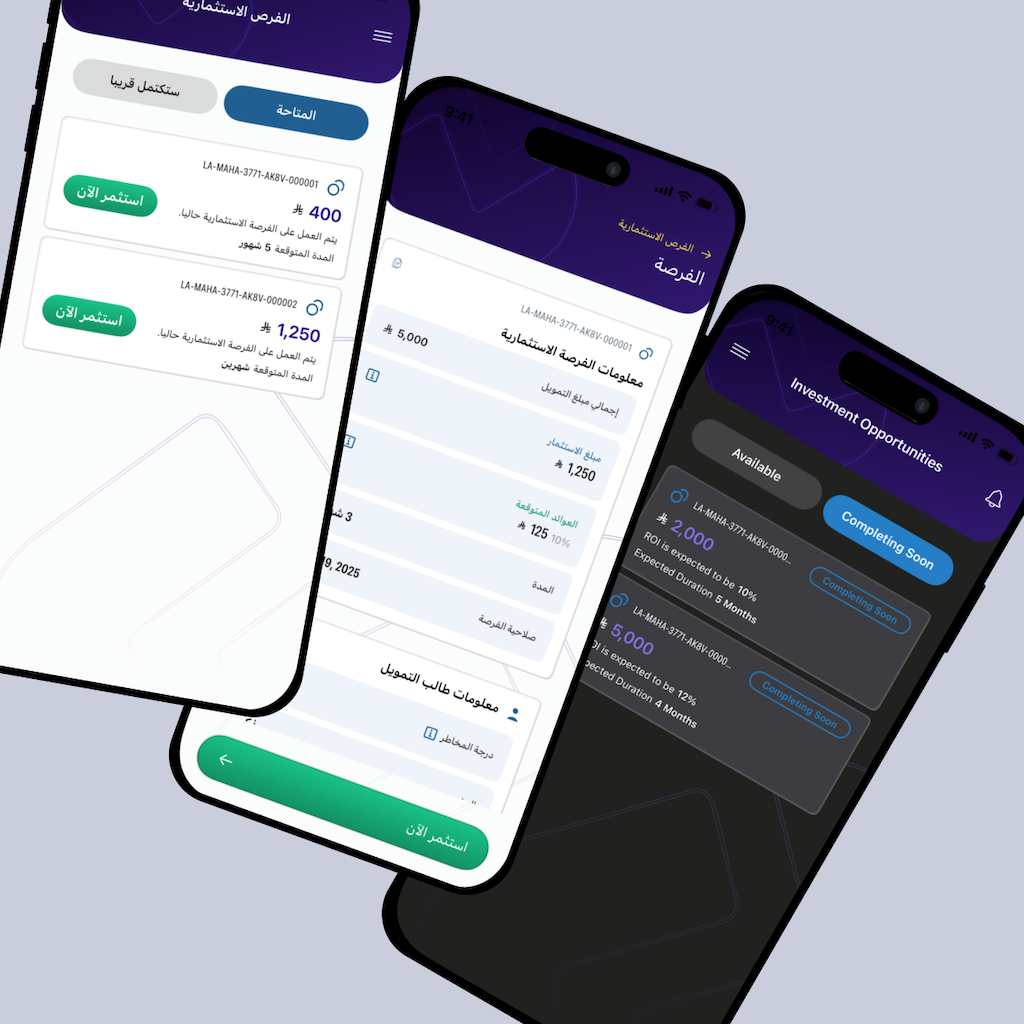 الفرص الاستثمارية
المتاحة
ستكتمل قريبا
LA-MAHA-3771-AK8V-000001
400
يتم العمل على الفرصة الاستثمارية حاليا.
المدة المتوقعة 5 شهور
استثمر الآن
LA-MAHA-3771-AK8V-000002
1,250
يتم العمل على الفرصة الاستثمارية حاليا.
المدة المتوقعة شهرين
استثمر الآن
9:41
الفرص الاستثمارية
الفرصة
LA-MAHA-3771-AK8V-000001
معلومات الفرصة الاستثمارية
إجمالي مبلغ التمويل
5,000
مبلغ الاستثمار
1,250
العوائد المتوقعة
125 10%
المدة
3
صلاحية الفرصة
2025
معلومات طالب التمويل
درجة المخاطر
استثمر الآن
9:41
Investment Opportunities
Available
Completing Soon
LA-MAHA-3771-AK8V-0000...
2,000
ROI is expected to be 10%
Expected Duration 5 Months
Completing Soon
LA-MAHA-3771-AK8V-0000...
5,000
is expected to be 12%
Duration 4 Months
Completing Soon